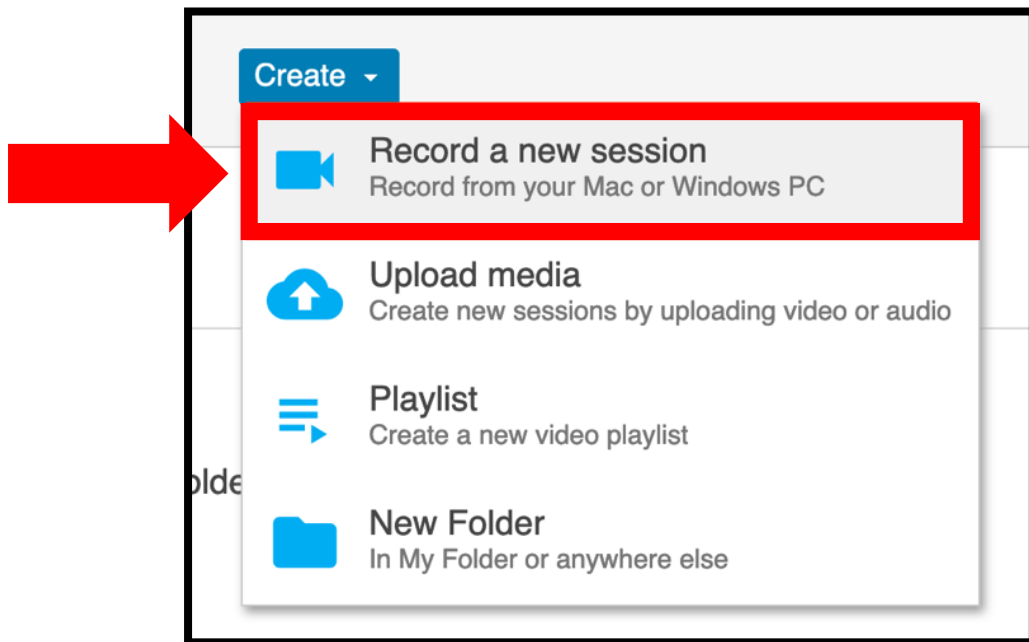 Create
Record a new session
Record from your Mac or Windows PC
Upload media
Create new sessions by uploading video or audio
Playlist
Create a new video playlist
olde
New Folder
In My Folder or anywhere else